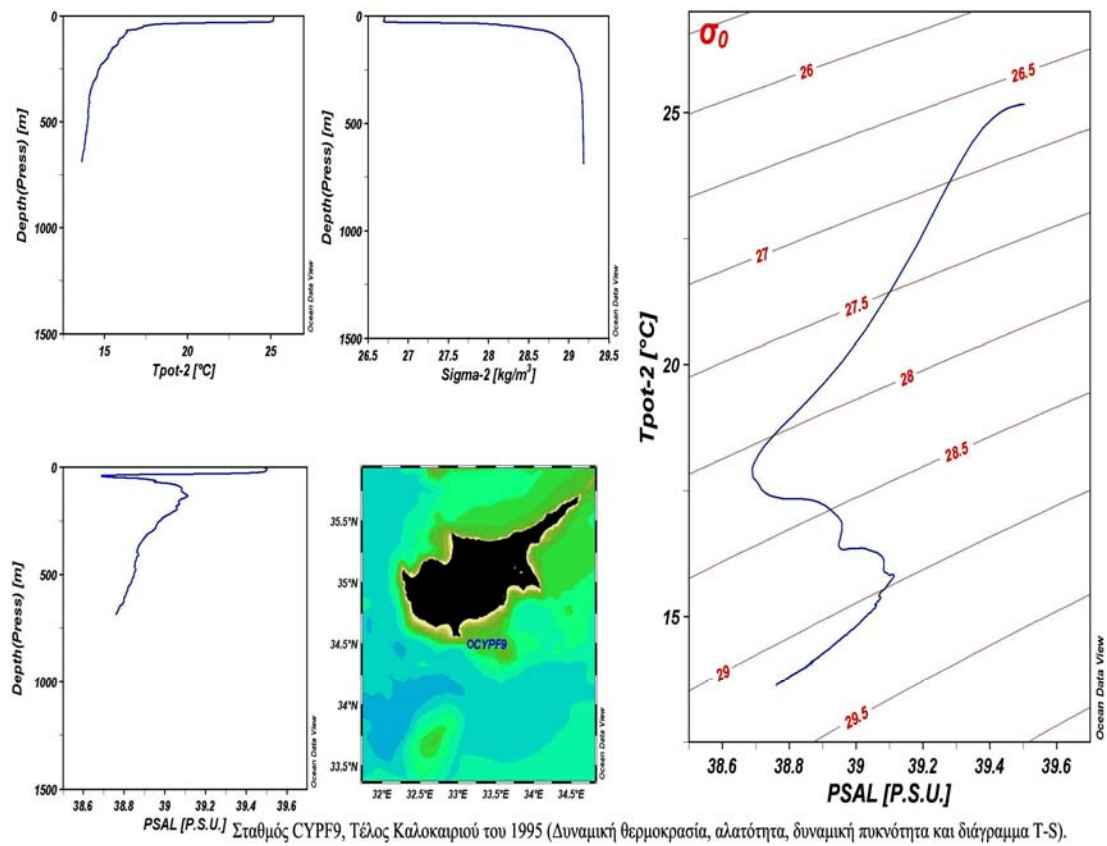 0
500
1000
1500
Depth(Press) [m]
15 20 25
Tpot-2 [°C]
Ocean Data View
0
500
1000
1500
Depth(Press) [m]
26.5 27 27.5 28 28.5 29 29.5
Sigma-2 [kg/m³]
Ocean Data View
σ₀
26
26.5
27
27.5
28
28.5
29
29.5
25
20
15
Tpot-2 [°C]
38.6 38.8 39 39.2 39.4 39.6
PSAL [P.S.U.]
Ocean Data View
0
500
1000
1500
Depth(Press) [m]
38.6 38.8 39 39.2 39.4 39.6
PSAL [P.S.U.]
Ocean Data View
35.5°N
35°N
34.5°N
34°N
33.5°N
CYPF9
32°E 32.5°E 33°E 33.5°E 34°E 34.5°E
Ocean Data View
Σταθμός CYPF9, Τέλος Καλοκαιριού του 1995 (Δυναμική θερμοκρασία, αλατότητα, δυναμική πυκνότητα και διάγραμμα T-S).